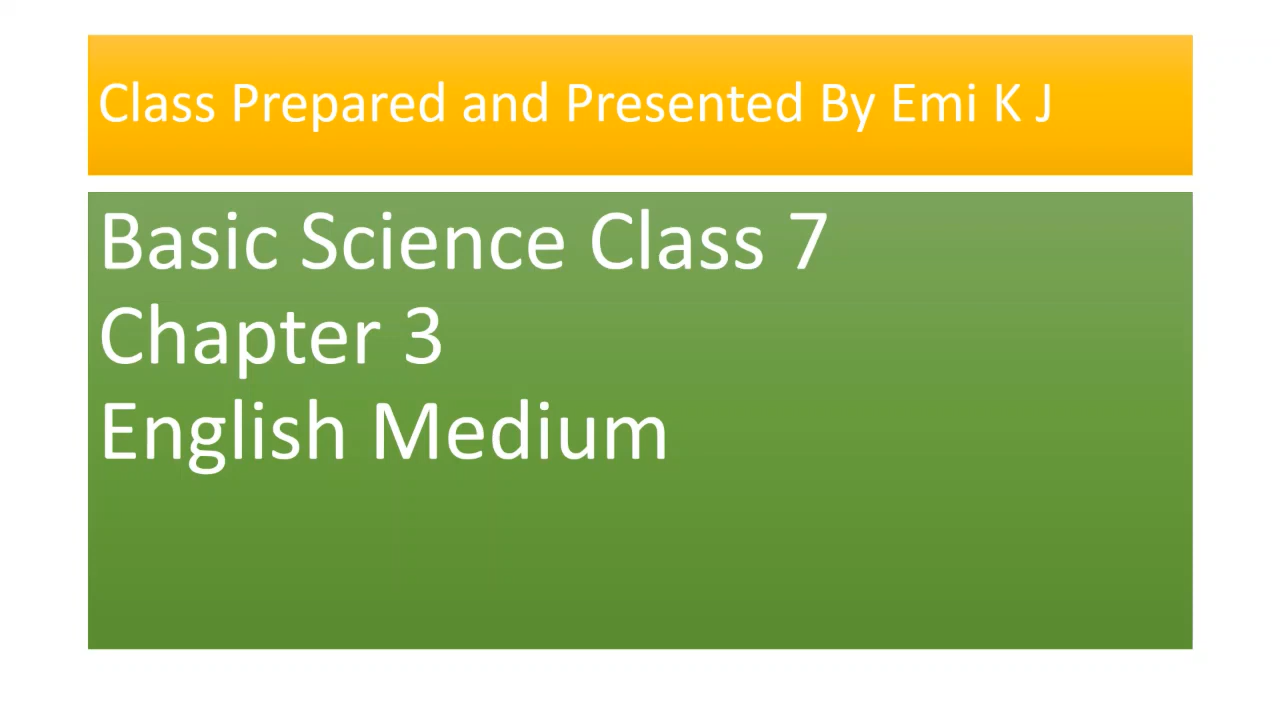 Class Prepared and Presented By Emi K J
Basic Science Class 7
Chapter 3
English Medium